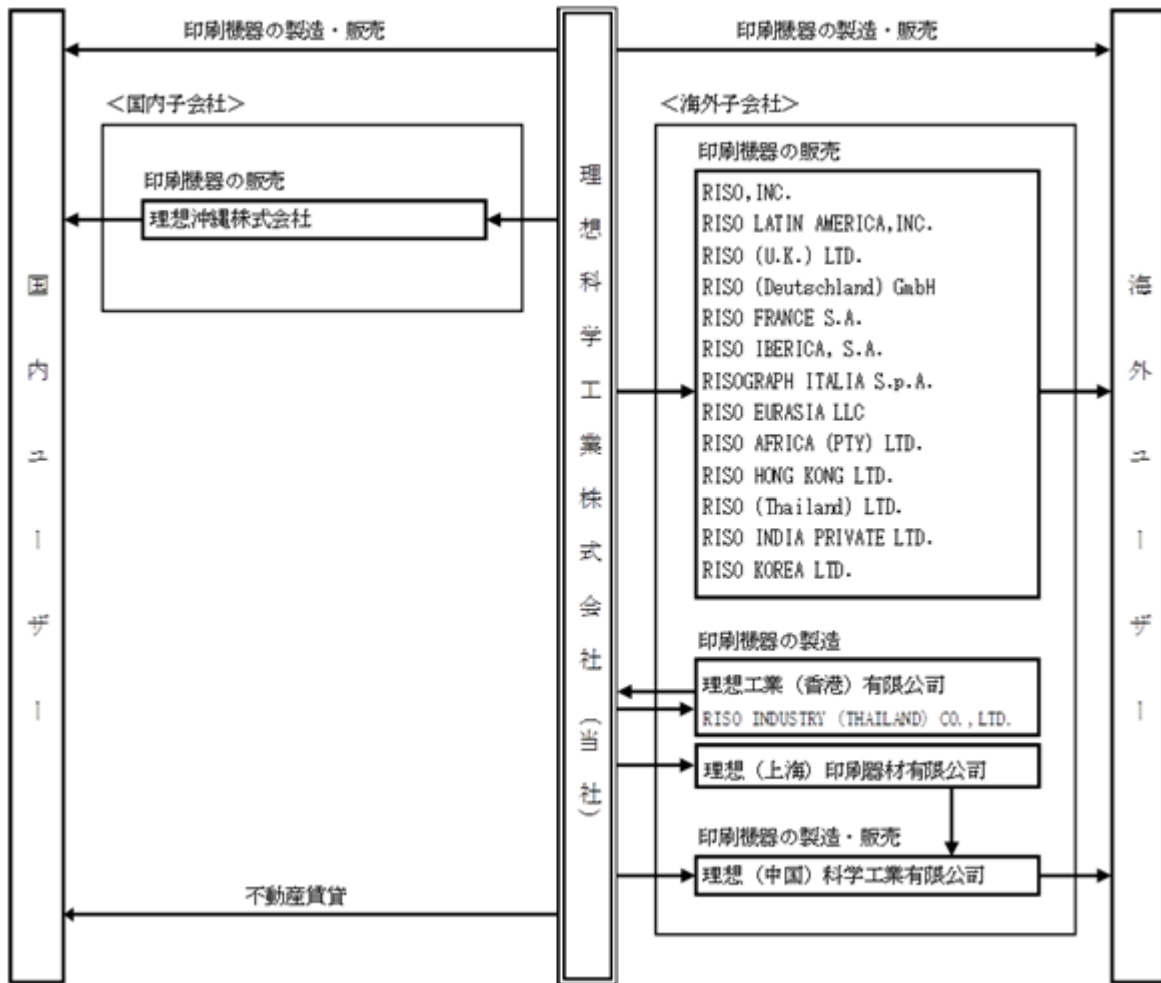 印刷機器の製造・販売
印刷機器の製造・販売
<国内子会社>
<海外子会社>
印刷機器の販売
理想沖縄株式会社
印刷機器の販売
RISO,INC.
RISO LATIN AMERICA,INC.
RISO (U.K.) LTD.
RISO (Deutschland) GmbH
RISO FRANCE S.A.
RISO IBERICA, S.A.
RISOGRAPH ITALIA S.p.A.
RISO EURASIA LLC
RISO AFRICA (PTY) LTD.
RISO HONG KONG LTD.
RISO (Thailand) LTD.
RISO INDIA PRIVATE LTD.
RISO KOREA LTD.
国内ユーザー
理想科学工業株式会社(当社)
海外ユーザー
印刷機器の製造
理想工業(香港)有限公司
RISO INDUSTRY (THAILAND) CO.,LTD.
理想(上海)印刷器材有限公司
印刷機器の製造・販売
理想(中国)科学工業有限公司
不動産賃貸